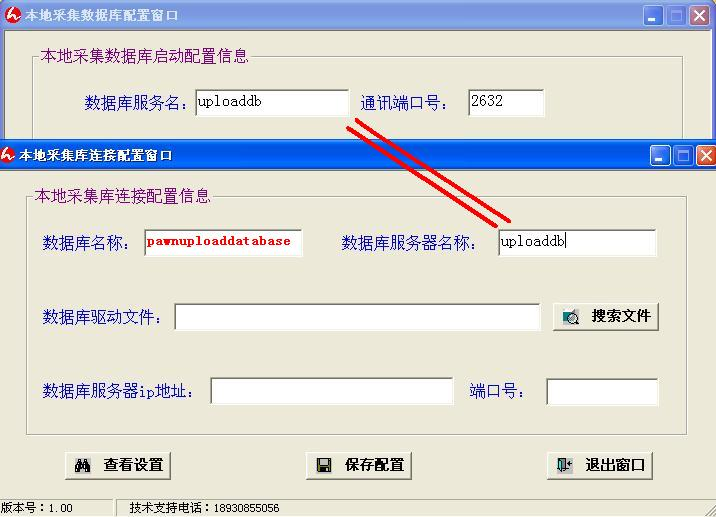 本地采集数据库配置窗口
本地采集数据库启动配置信息
数据库服务名: uploaddb 通讯端口号: 2632
本地采集库连接配置窗口
本地采集库连接配置信息
数据库名称: pawnuploaddatabase 数据库服务器名称: uploaddb
数据库驱动文件: 搜索文件
数据库服务器ip地址: 端口号:
查看设置 保存配置 退出窗口
版本号:1.00 技术支持电话:18930855056